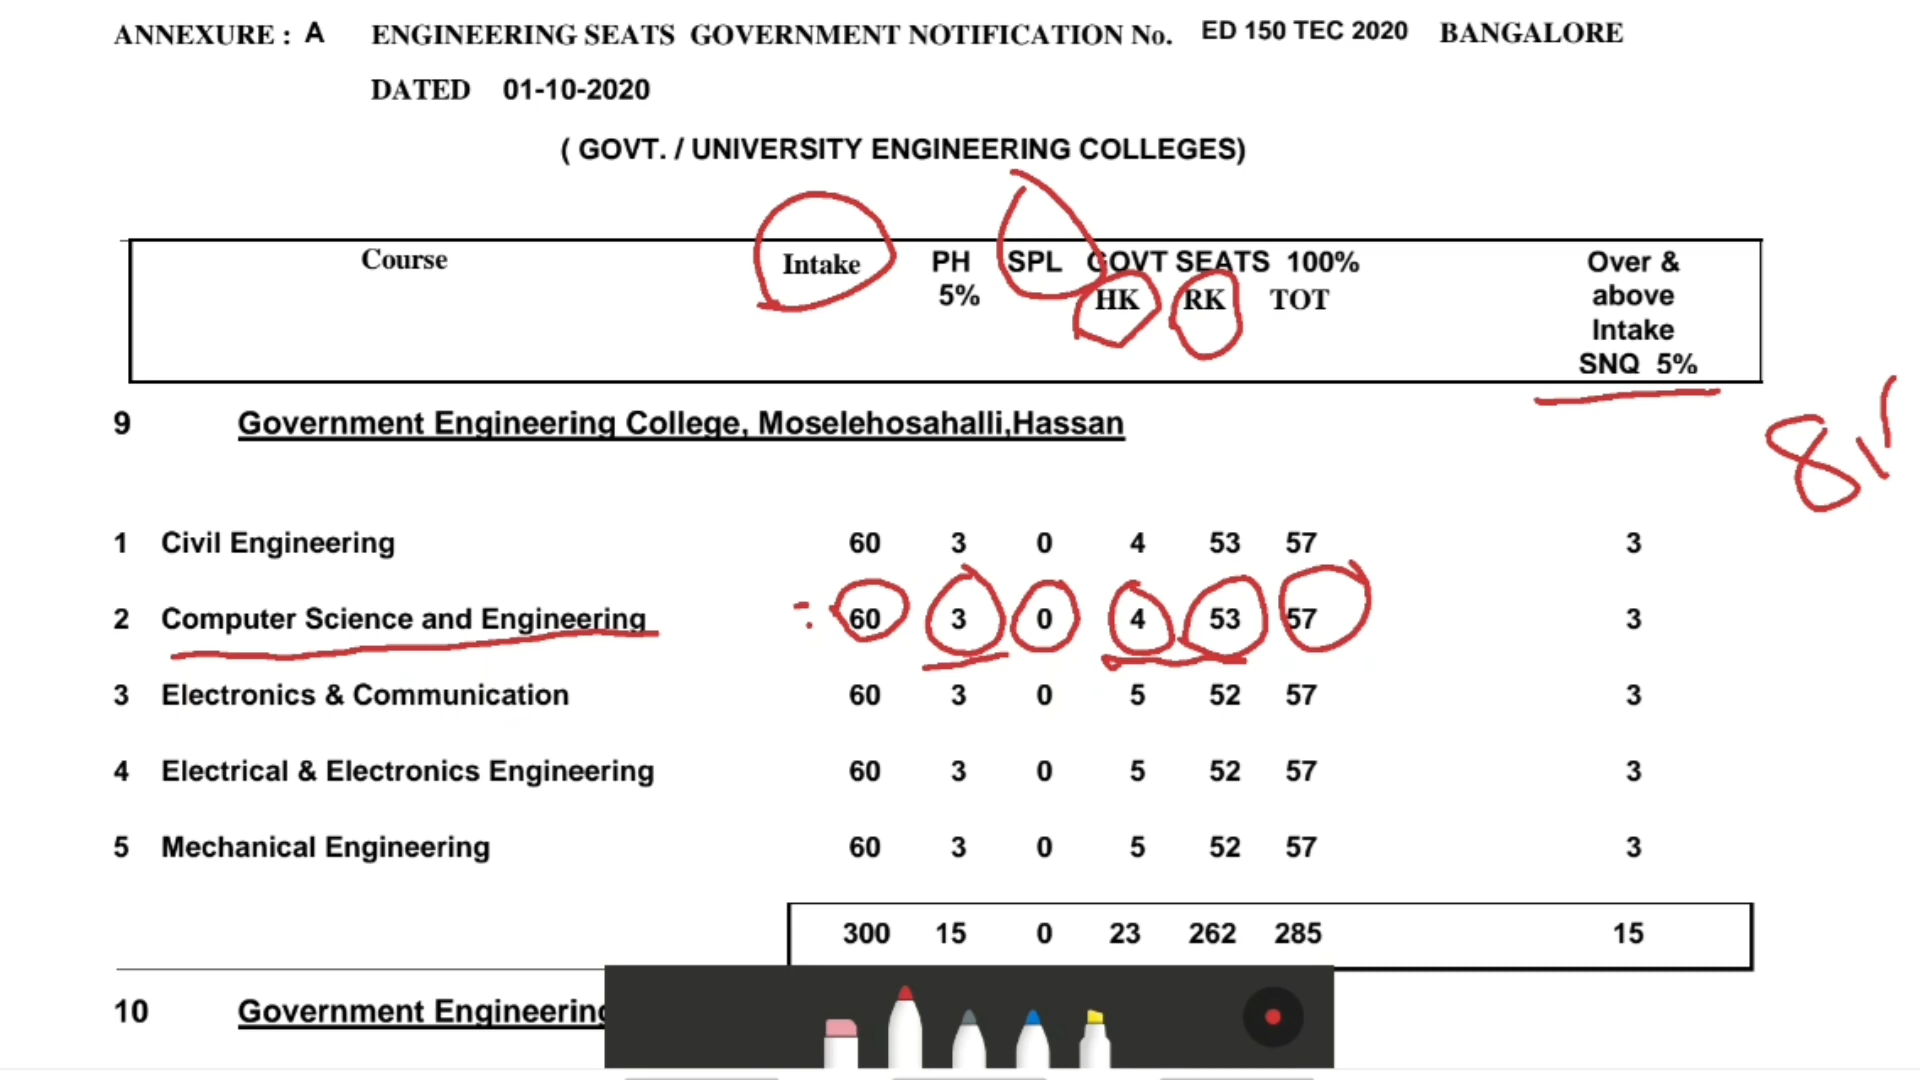 ANNEXURE : A ENGINEERING SEATS GOVERNMENT NOTIFICATION No. ED 150 TEC 2020 BANGALORE
DATED 01-10-2020
( GOVT. / UNIVERSITY ENGINEERING COLLEGES)
Course Intake PH SPL GOVT SEATS 100% Over &
5% HK RK TOT above
Intake
SNQ 5%
9 Government Engineering College, Moselehosahalli,Hassan
1 Civil Engineering 60 3 0 4 53 57 3
2 Computer Science and Engineering 60 3 0 4 53 57 3
3 Electronics & Communication 60 3 0 5 52 57 3
4 Electrical & Electronics Engineering 60 3 0 5 52 57 3
5 Mechanical Engineering 60 3 0 5 52 57 3
300 15 0 23 262 285 15
10 Government Engineering